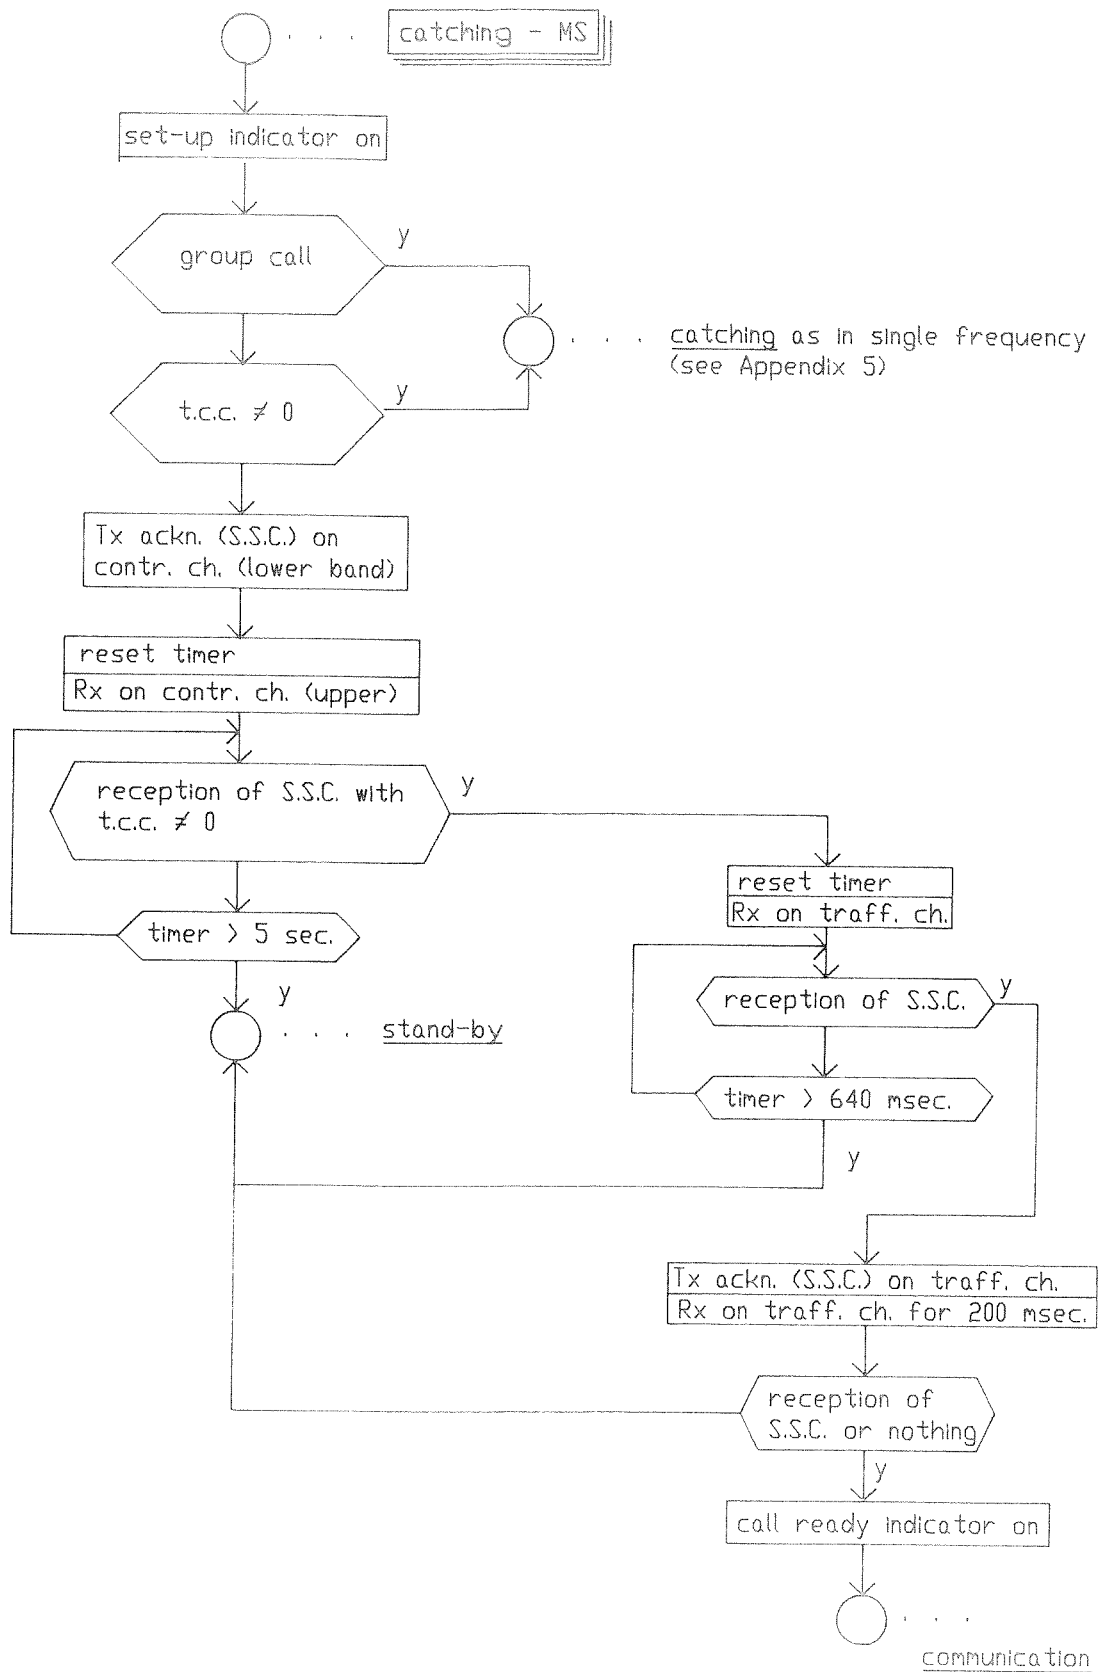 catching - MS
set-up indicator on
group call
y
catching as in single frequency
(see Appendix 5)
t.c.c. ≠ 0
y
Tx ackn. (S.S.C.) on
contr. ch. (lower band)
reset timer
Rx on contr. ch. (upper)
reception of S.S.C. with
t.c.c. ≠ 0
y
reset timer
Rx on traff. ch.
timer > 5 sec.
y
stand-by
reception of S.S.C.
y
timer > 640 msec.
y
Tx ackn. (S.S.C.) on traff. ch.
Rx on traff. ch. for 200 msec.
reception of
S.S.C. or nothing
y
call ready indicator on
communication